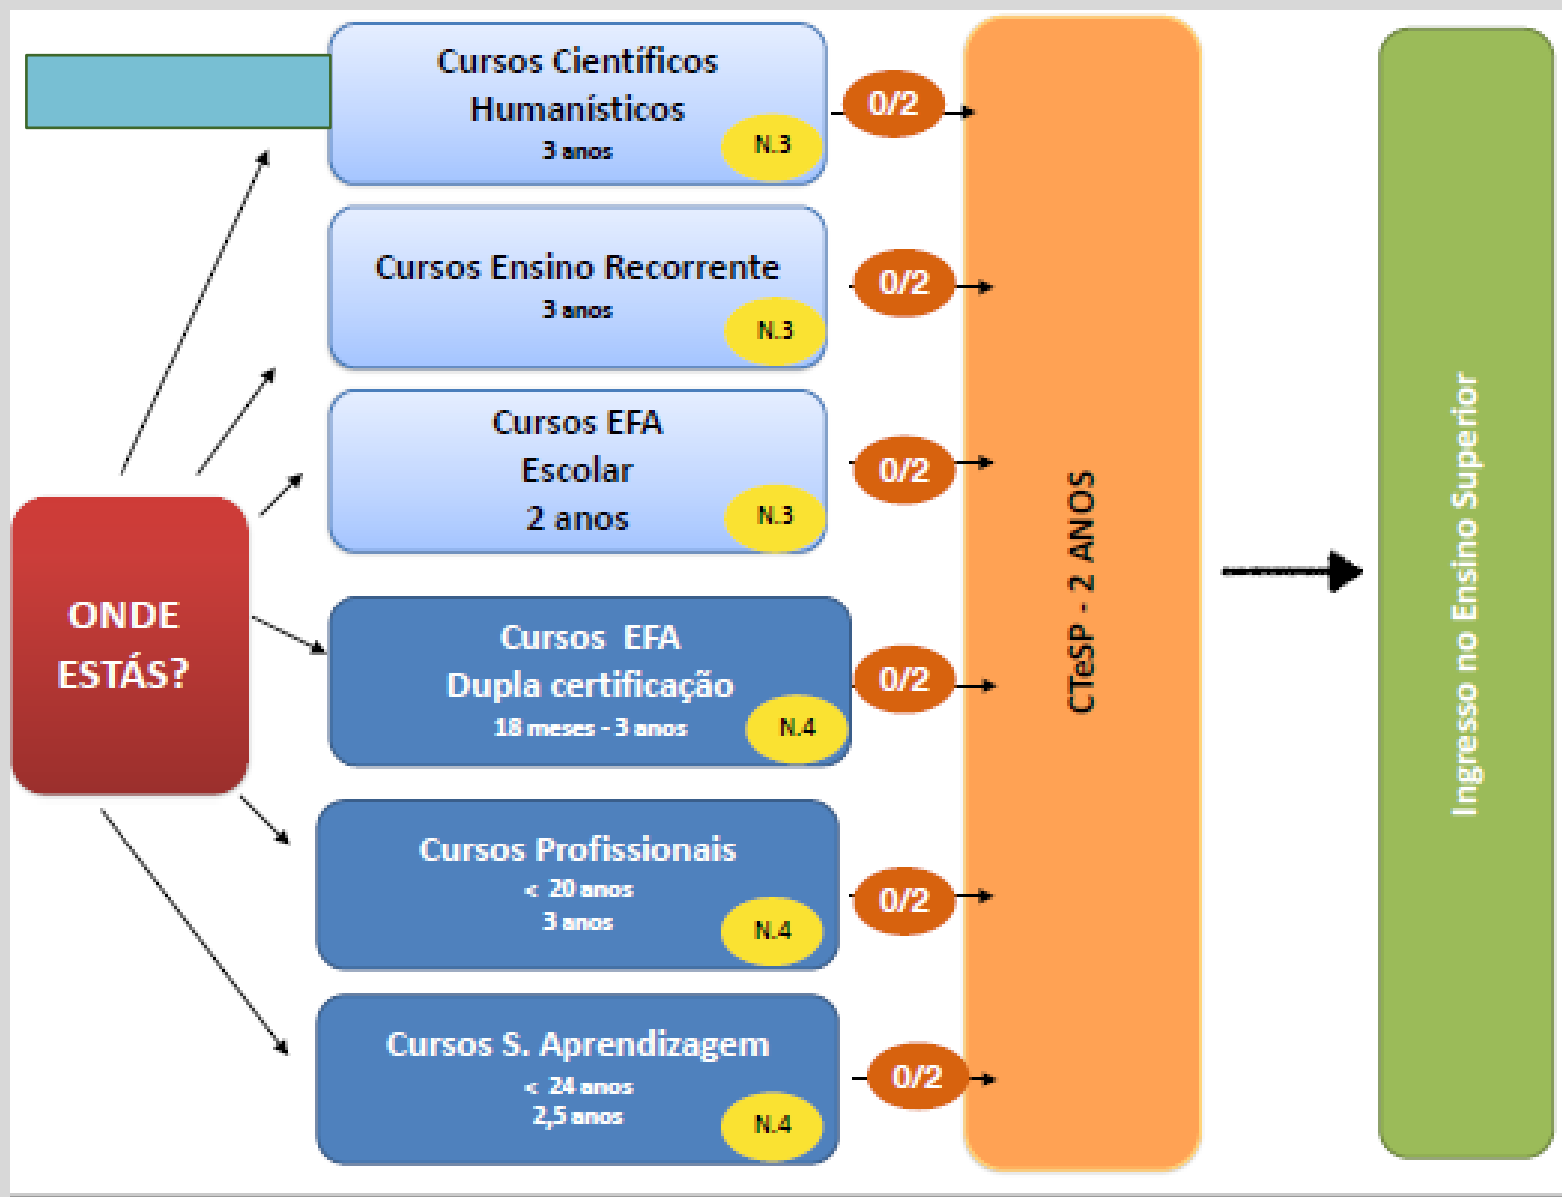 Cursos Científicos
Humanísticos
3 anos
N.3
0/2
Cursos Ensino Recorrente
3 anos
N.3
0/2
Cursos EFA
Escolar
2 anos
N.3
0/2
ONDE
ESTÁS?
Cursos EFA
Dupla certificação
18 meses - 3 anos
N.4
0/2
Cursos Profissionais
< 20 anos
3 anos
N.4
0/2
Cursos S. Aprendizagem
< 24 anos
2,5 anos
N.4
0/2
CTeSP - 2 ANOS
Ingresso no Ensino Superior